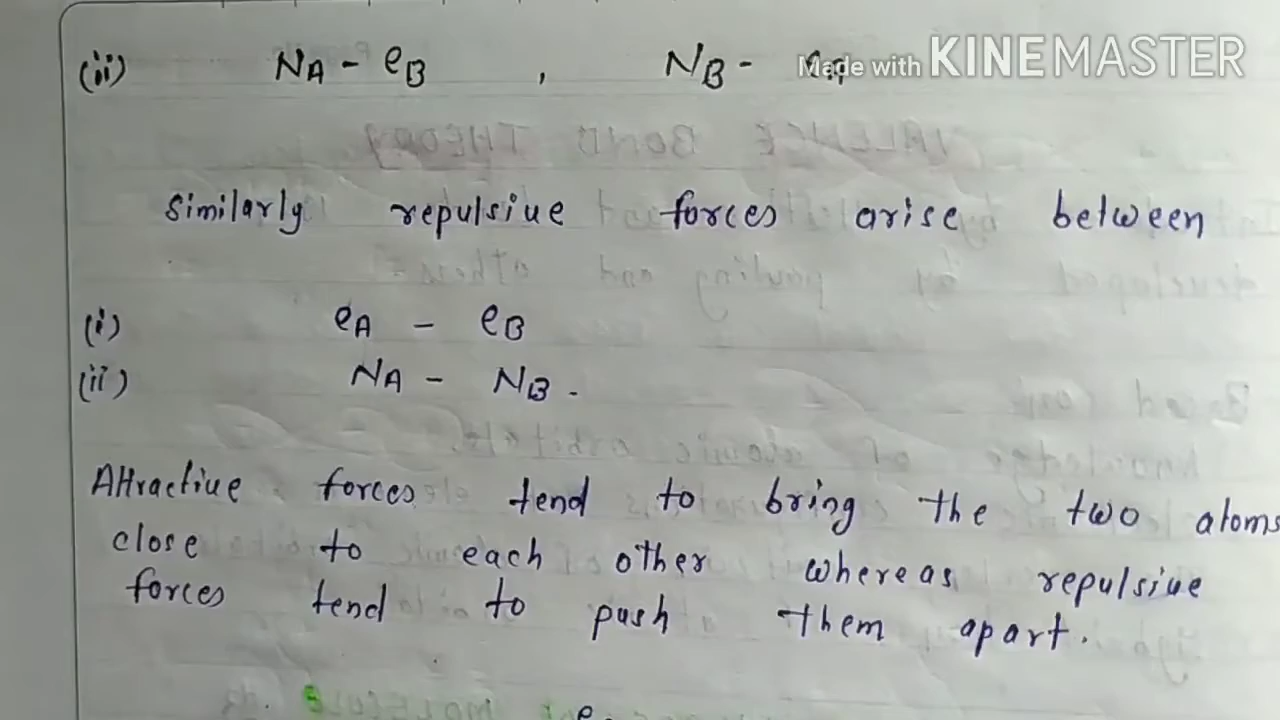 (ii) NA - eB , NB - eA
Made with KINEMASTER
Similarly repulsive forces arise between
(i) eA - eB
(ii) NA - NB .
Attractive forces tend to bring the two atoms
close to each other whereas repulsive
forces tend to push them apart.